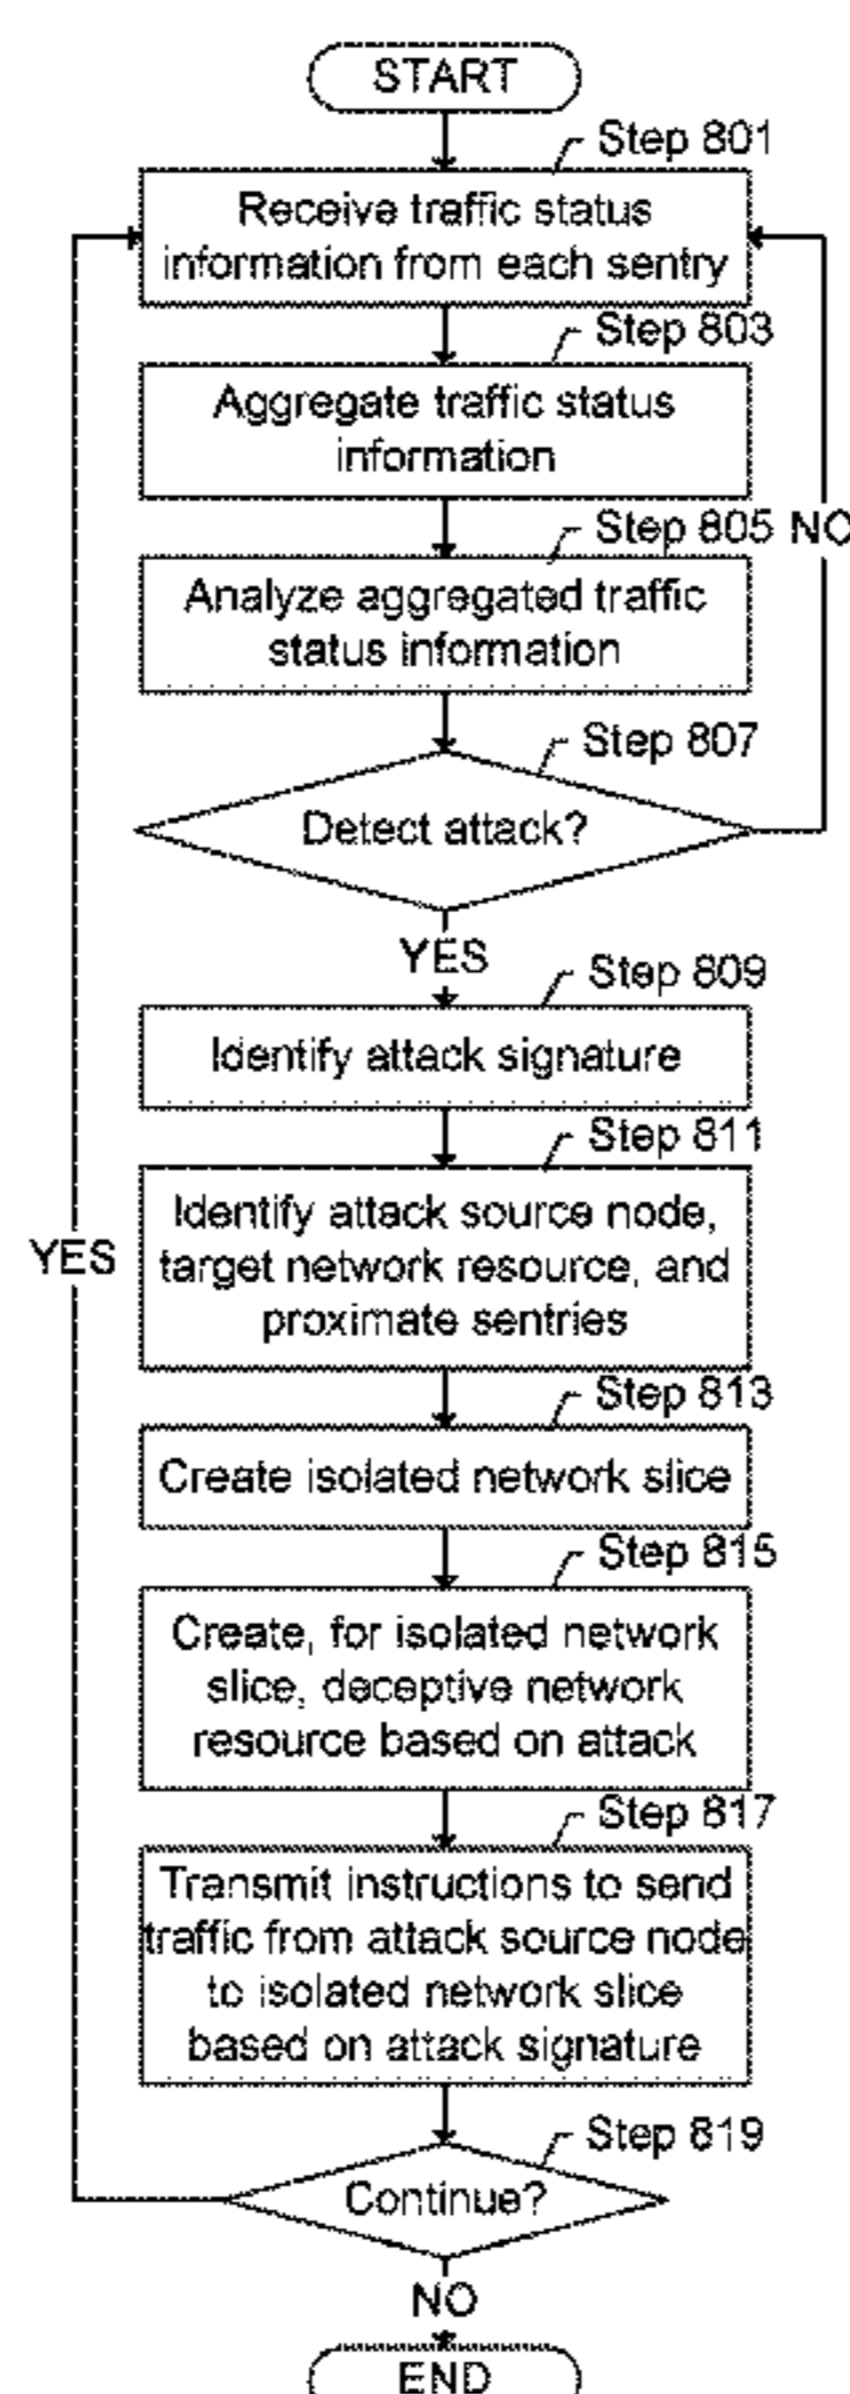 START
Step 801
Receive traffic status
information from each sentry
Step 803
Aggregate traffic status
information
Step 805 NO
Analyze aggregated traffic
status information
Step 807
Detect attack?
YES
Step 809
Identify attack signature
Step 811
Identify attack source node,
target network resource, and
proximate sentries
YES
Step 813
Create isolated network slice
Step 815
Create, for isolated network
slice, deceptive network
resource based on attack
Step 817
Transmit instructions to send
traffic from attack source node
to isolated network slice
based on attack signature
Step 819
Continue?
NO
END